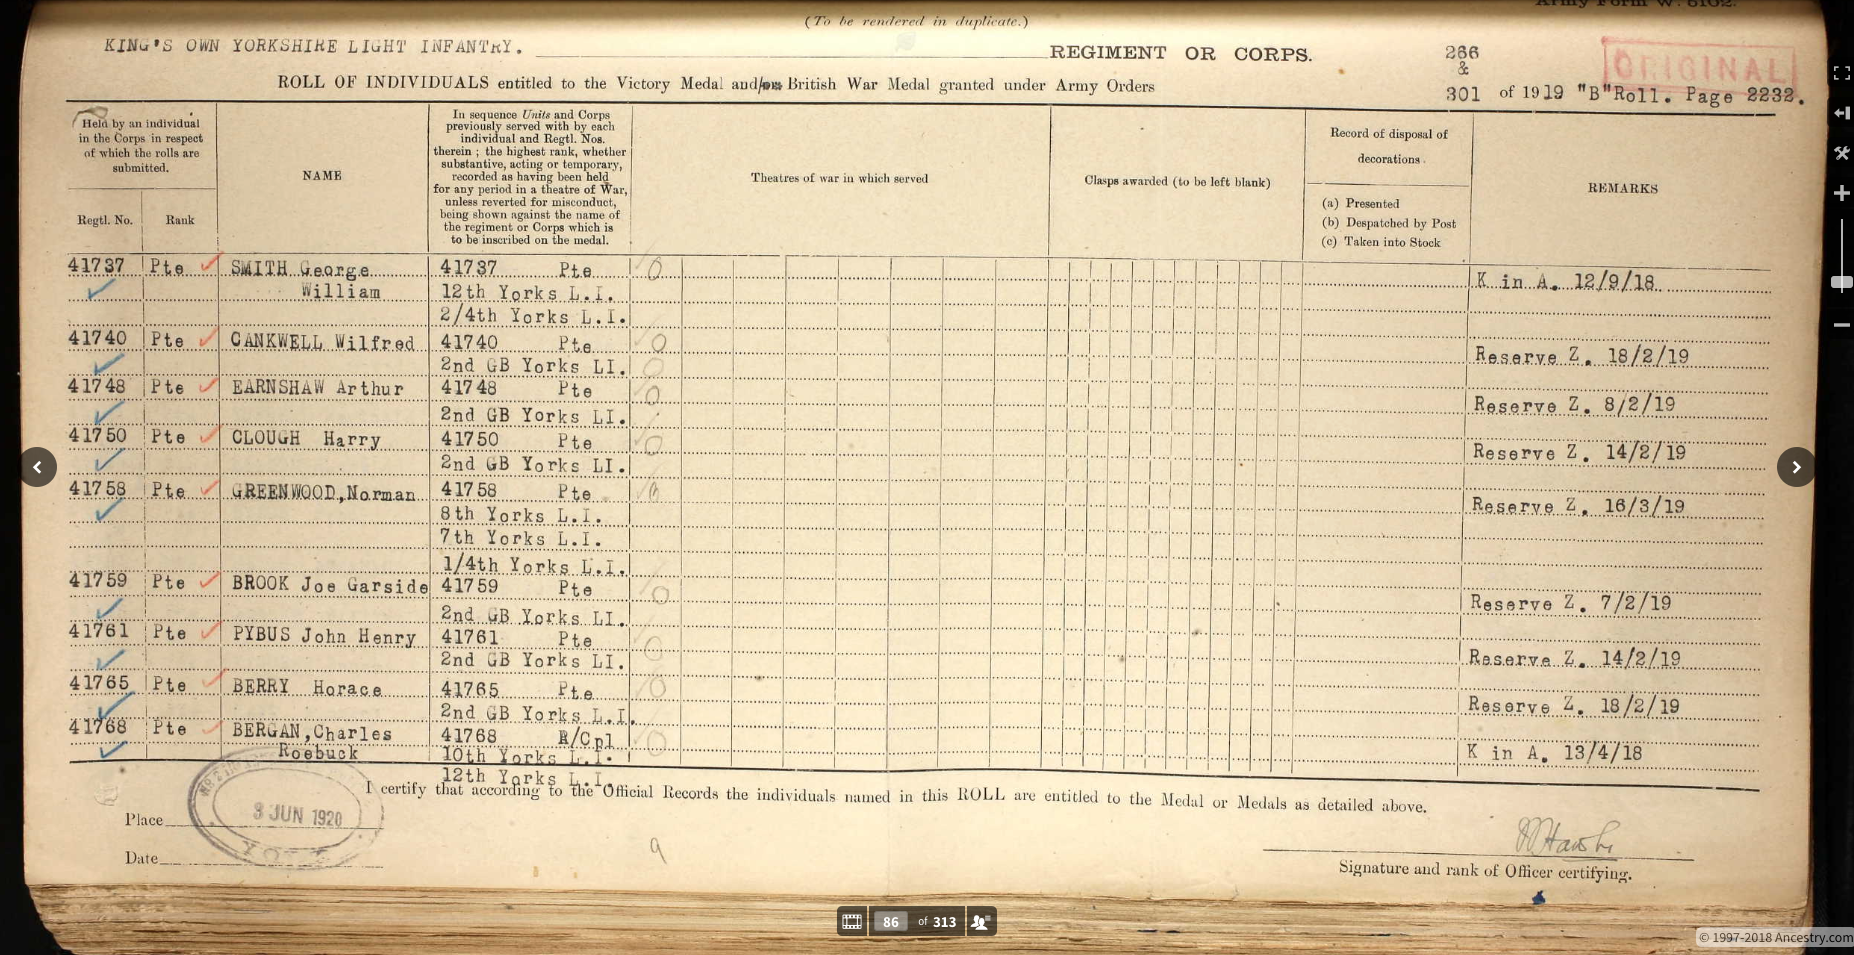 Army Form W. 5102.
(To be rendered in duplicate.)
KING'S OWN YORKSHIRE LIGHT INFANTRY. REGIMENT OR CORPS. 266
&
ORIGINAL
ROLL OF INDIVIDUALS entitled to the Victory Medal and/or British War Medal granted under Army Orders 301 of 1919 "B"Roll. Page 2232.
Held by an individual
in the Corps in respect
of which the rolls are
submitted.
Regtl. No. Rank
NAME
In sequence Units and Corps
previously served with by each
individual and Regtl. Nos.
therein ; the highest rank, whether
substantive, acting or temporary,
recorded as having been held
for any period in a theatre of War,
unless reverted for misconduct,
being shown against the name of
the regiment or Corps which is
to be inscribed on the medal.
Theatres of war in which served
Clasps awarded (to be left blank)
Record of disposal of
decorations.
(a) Presented
(b) Despatched by Post
(c) Taken into Stock
REMARKS
41737 Pte SMITH George 41737 Pte
William 12th Yorks L.I. K in A. 12/9/18
2/4th Yorks L.I.
41740 Pte CANKWELL Wilfred 41740 Pte
2nd GB Yorks LI. Reserve Z. 18/2/19
41748 Pte EARNSHAW Arthur 41748 Pte
2nd GB Yorks LI. Reserve Z. 8/2/19
41750 Pte CLOUGH Harry 41750 Pte
2nd GB Yorks LI. Reserve Z. 14/2/19
41758 Pte GREENWOOD,Norman 41758 Pte
8th Yorks L.I. Reserve Z. 16/3/19
7th Yorks L.I.
1/4th Yorks L.I.
41759 Pte BROOK Joe Garside 41759 Pte
2nd GB Yorks LI. Reserve Z. 7/2/19
41761 Pte PYBUS John Henry 41761 Pte
2nd GB Yorks LI. Reserve Z. 14/2/19
41765 Pte BERRY Horace 41765 Pte
2nd GB Yorks L.I. Reserve Z. 18/2/19
41768 Pte BERGAN,Charles 41768 A/Cpl
Roebuck 10th Yorks L.I. K in A. 13/4/18
12th Yorks L.I.
I certify that according to the Official Records the individuals named in this ROLL are entitled to the Medal or Medals as detailed above.
Place
3 JUN 1920
YORK
Date
9
Signature and rank of Officer certifying.
86 of 313
© 1997-2018 Ancestry.com